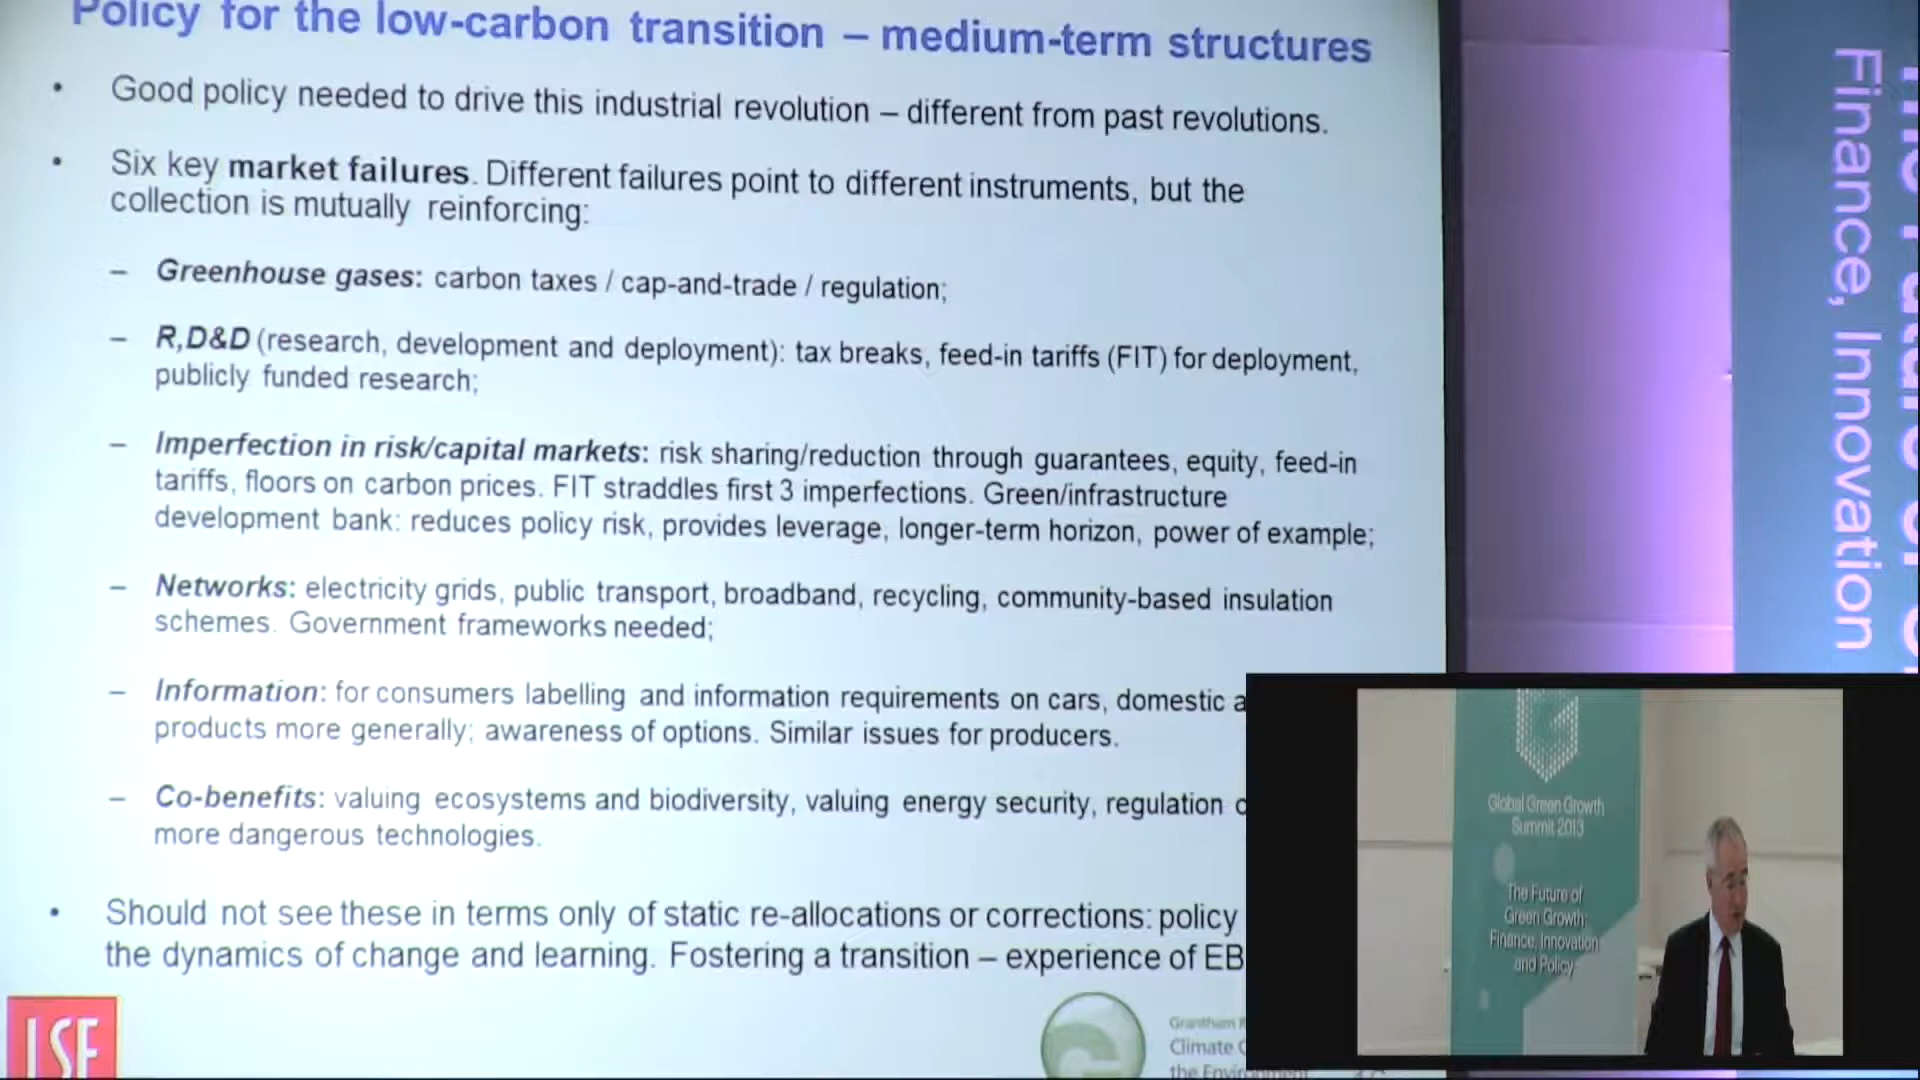 Policy for the low-carbon transition – medium-term structures
• Good policy needed to drive this industrial revolution – different from past revolutions.
• Six key market failures. Different failures point to different instruments, but the
collection is mutually reinforcing:
– Greenhouse gases: carbon taxes / cap-and-trade / regulation;
– R,D&D (research, development and deployment): tax breaks, feed-in tariffs (FIT) for deployment,
publicly funded research;
– Imperfection in risk/capital markets: risk sharing/reduction through guarantees, equity, feed-in
tariffs, floors on carbon prices. FIT straddles first 3 imperfections. Green/infrastructure
development bank: reduces policy risk, provides leverage, longer-term horizon, power of example;
– Networks: electricity grids, public transport, broadband, recycling, community-based insulation
schemes. Government frameworks needed;
– Information: for consumers labelling and information requirements on cars, domestic
products more generally; awareness of options. Similar issues for producers.
– Co-benefits: valuing ecosystems and biodiversity, valuing energy security, regulation
more dangerous technologies.
• Should not see these in terms only of static re-allocations or corrections: policy
the dynamics of change and learning. Fostering a transition – experience of
LSE
Grantham
Climate
the
Finance, Innovation
Global Green Growth
Summit 2013
The Future of
Green Growth:
Finance, Innovation
and Policy